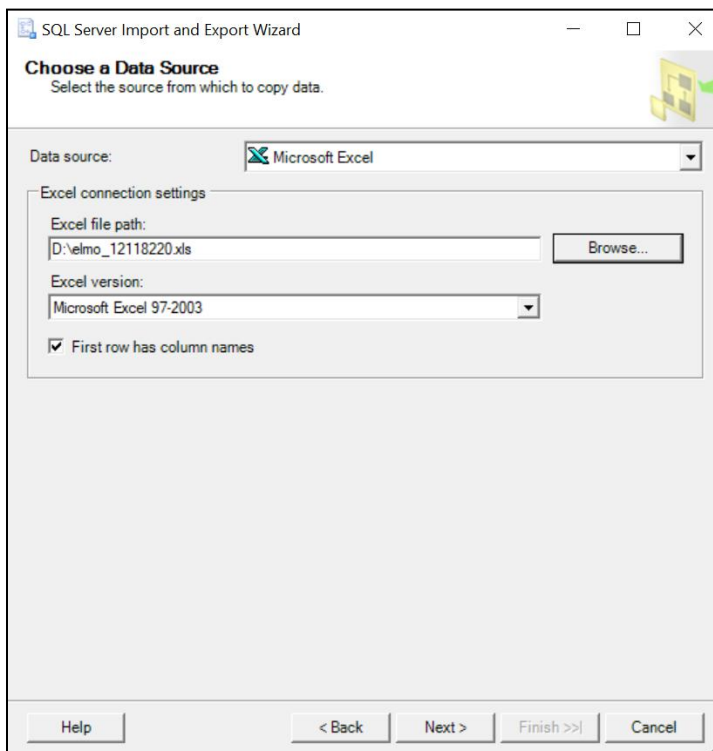 SQL Server Import and Export Wizard
Choose a Data Source
Select the source from which to copy data.
Data source: Microsoft Excel
Excel connection settings
Excel file path:
D:\elmo_12118220.xls Browse...
Excel version:
Microsoft Excel 97-2003
First row has column names
Help < Back Next > Finish >>| Cancel